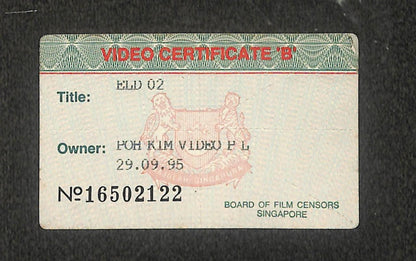 VIDEO CERTIFICATE 'B'
Title: ELD 02
Owner: POH KIM VIDEO P L
29.09.95
Nº16502122
BOARD OF FILM CENSORS
SINGAPORE